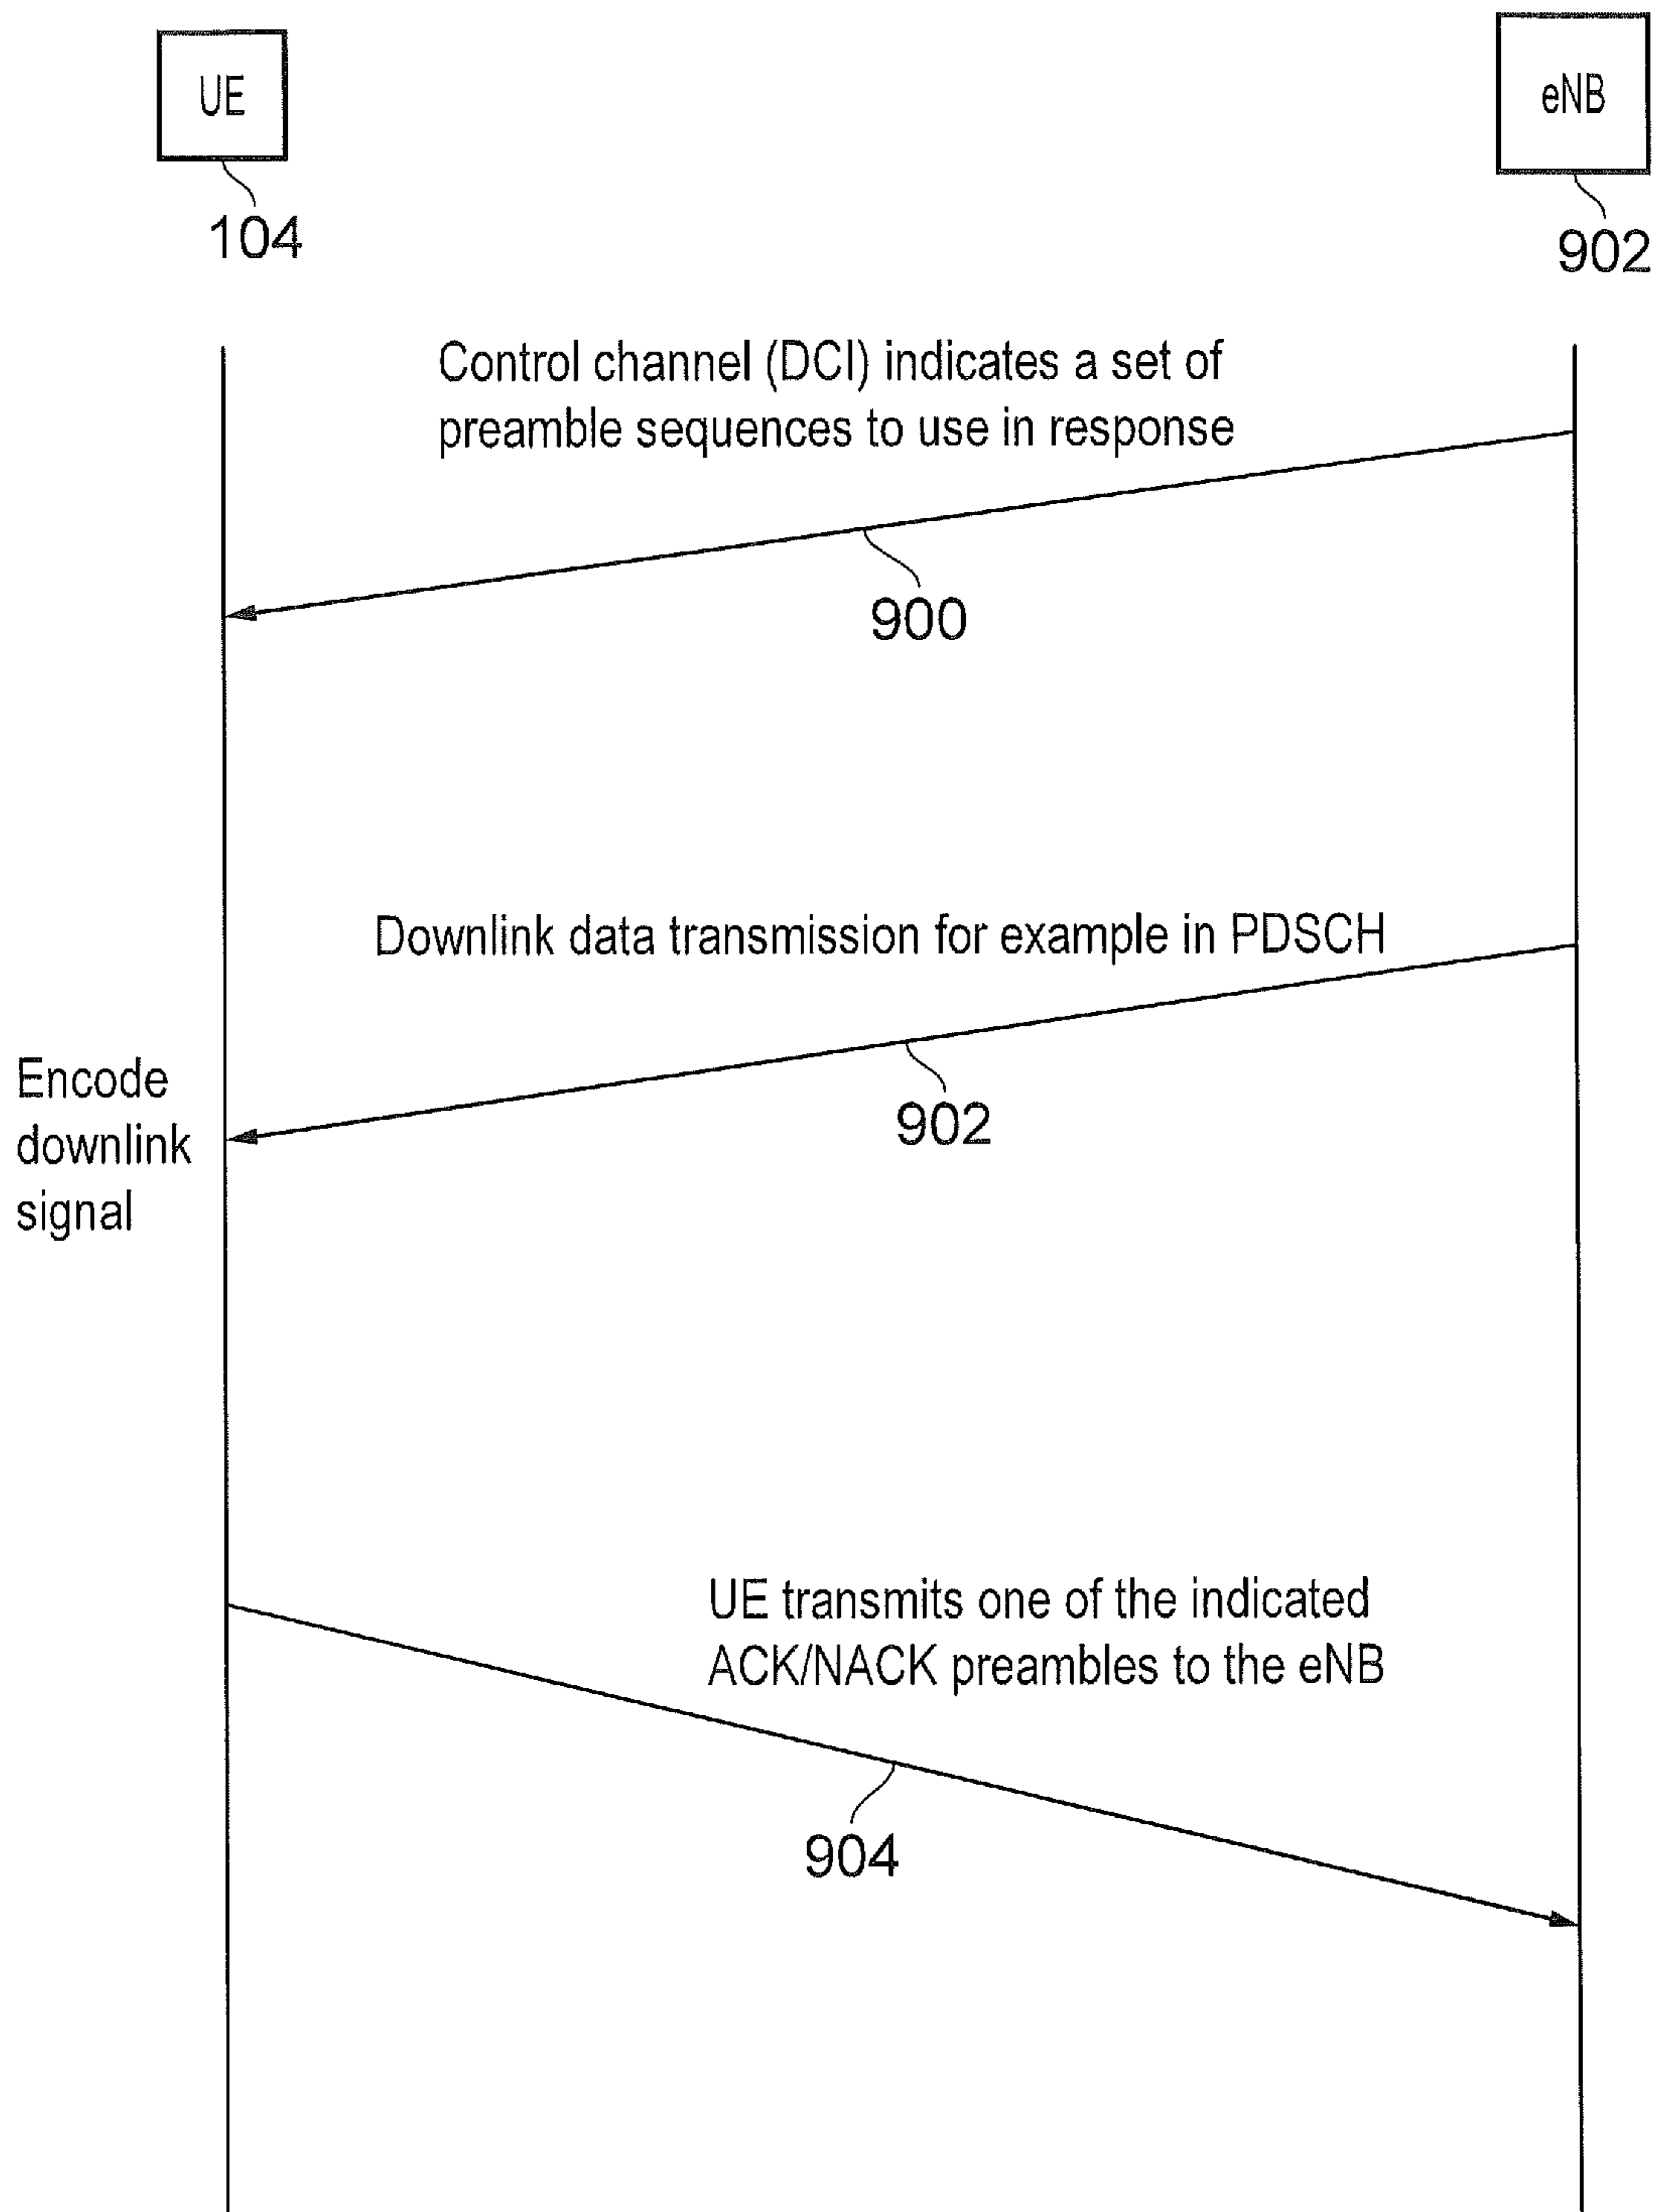 UE
eNB
104
902
Control channel (DCI) indicates a set of
preamble sequences to use in response
900
Downlink data transmission for example in PDSCH
902
Encode
downlink
signal
UE transmits one of the indicated
ACK/NACK preambles to the eNB
904